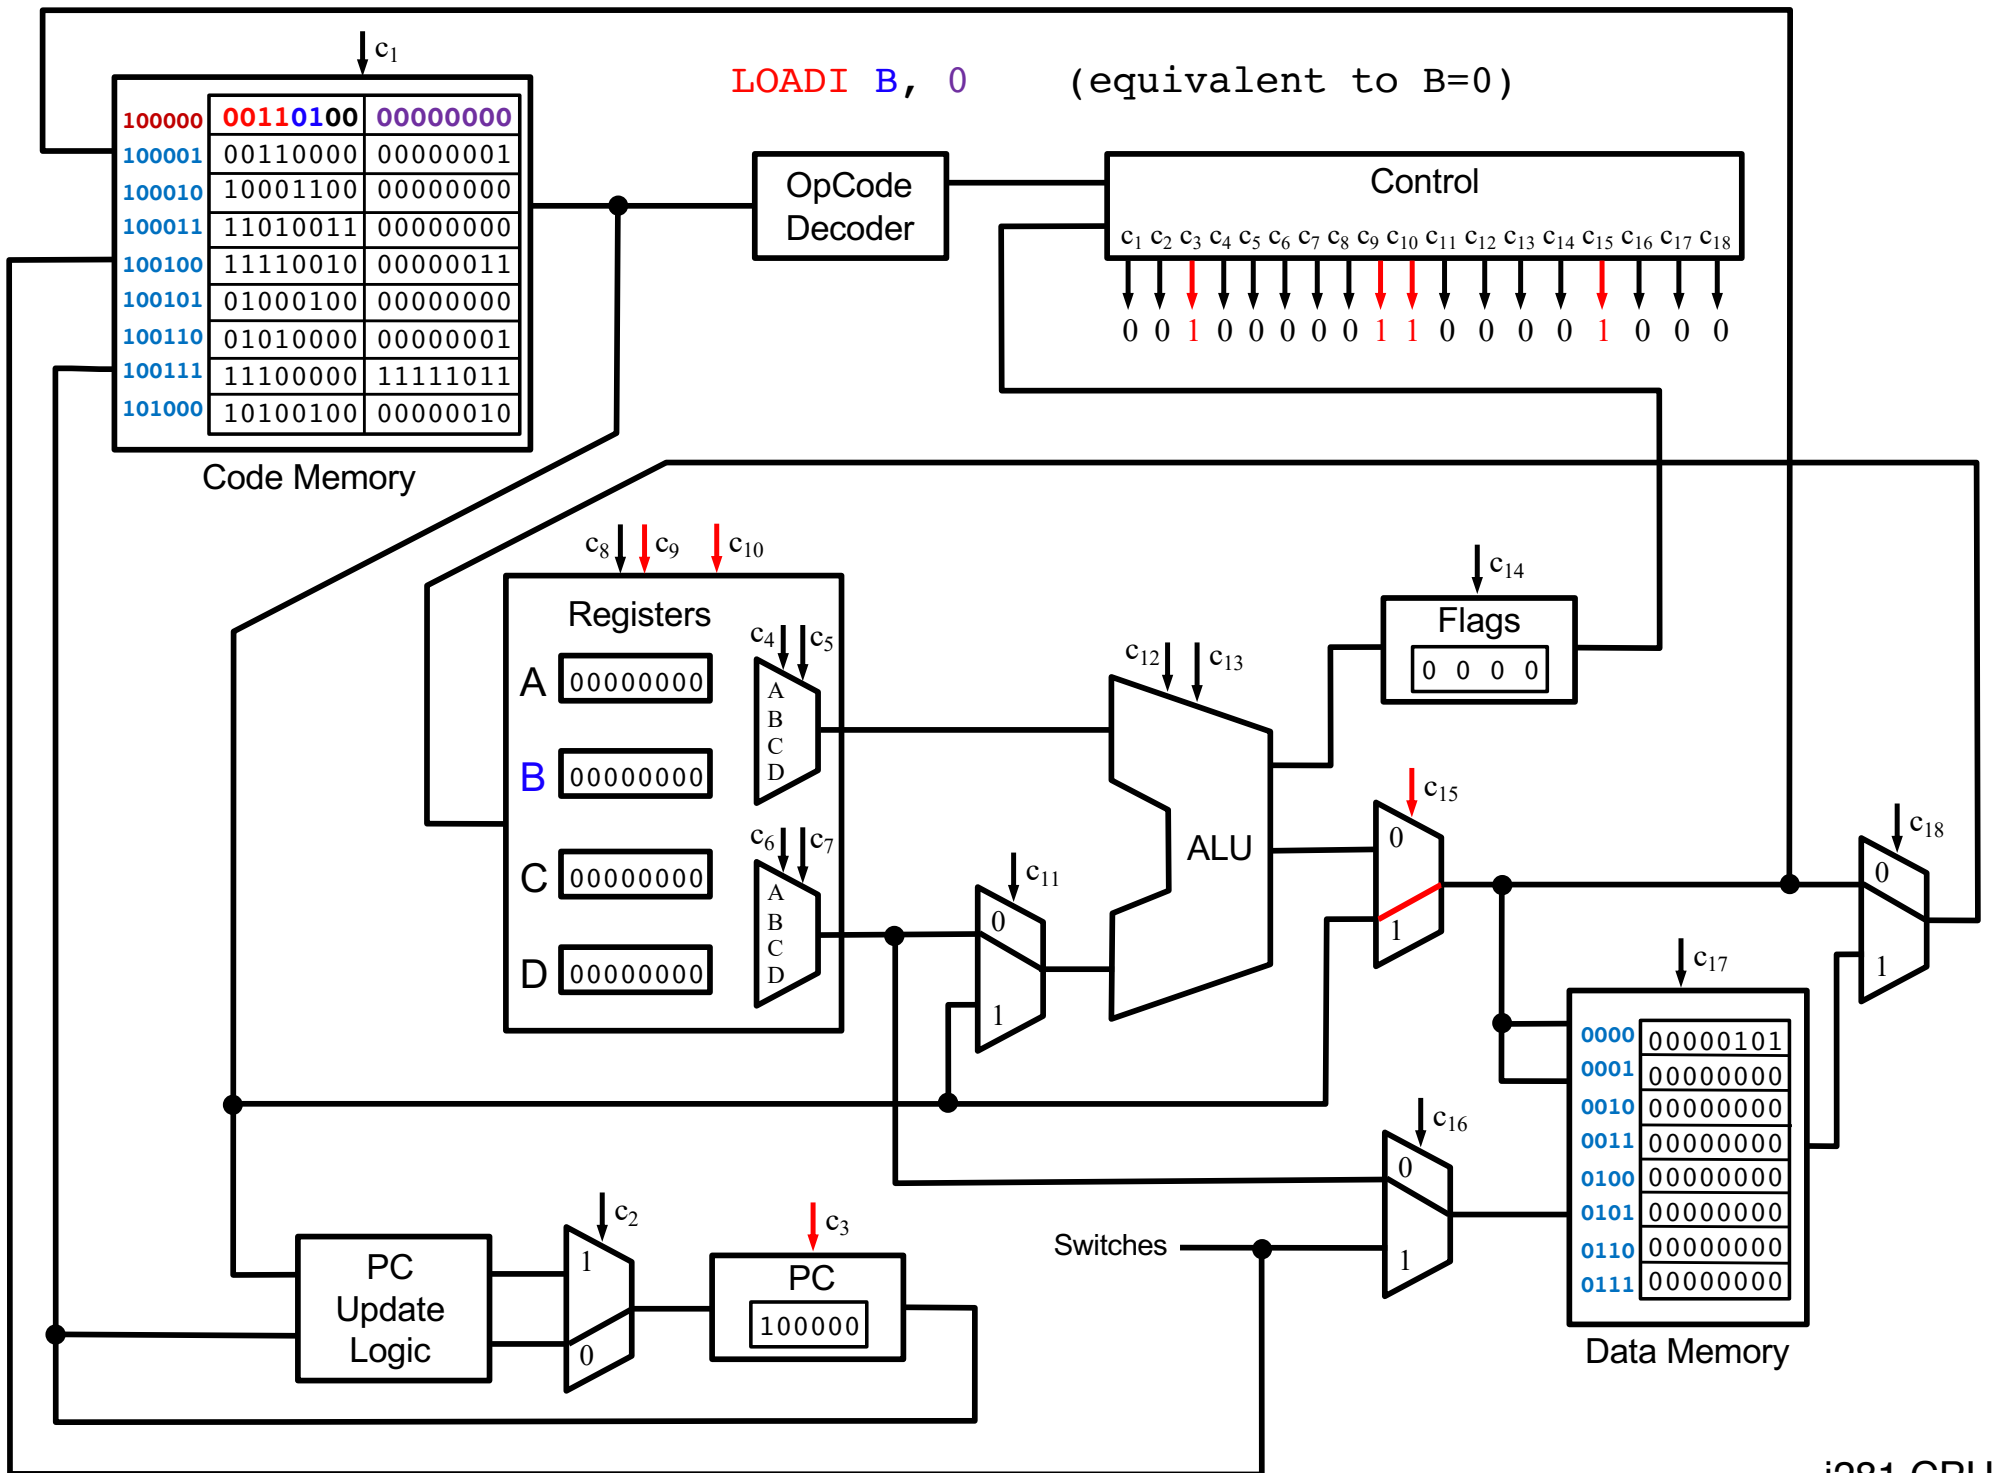 c1
LOADI B, 0 (equivalent to B=0)
100000 00110100 00000000
100001 00110000 00000001
100010 10001100 00000000
100011 11010011 00000000
100100 11110010 00000011
100101 01000100 00000000
100110 01010000 00000001
100111 11100000 11111011
101000 10100100 00000010
Code Memory
OpCode
Decoder
Control
c1 c2 c3 c4 c5 c6 c7 c8 c9 c10 c11 c12 c13 c14 c15 c16 c17 c18
0 0 1 0 0 0 0 0 1 1 0 0 0 0 1 0 0 0
c8 c9 c10
Registers
A 00000000
B 00000000
C 00000000
D 00000000
c4 c5
A
B
C
D
c6 c7
A
B
C
D
c11
0
1
c12 c13
ALU
c14
Flags
0 0 0 0
c15
0
1
c18
0
1
c17
0000 00000101
0001 00000000
0010 00000000
0011 00000000
0100 00000000
0101 00000000
0110 00000000
0111 00000000
Data Memory
c16
0
1
Switches
PC
Update
Logic
c2
1
0
c3
PC
100000